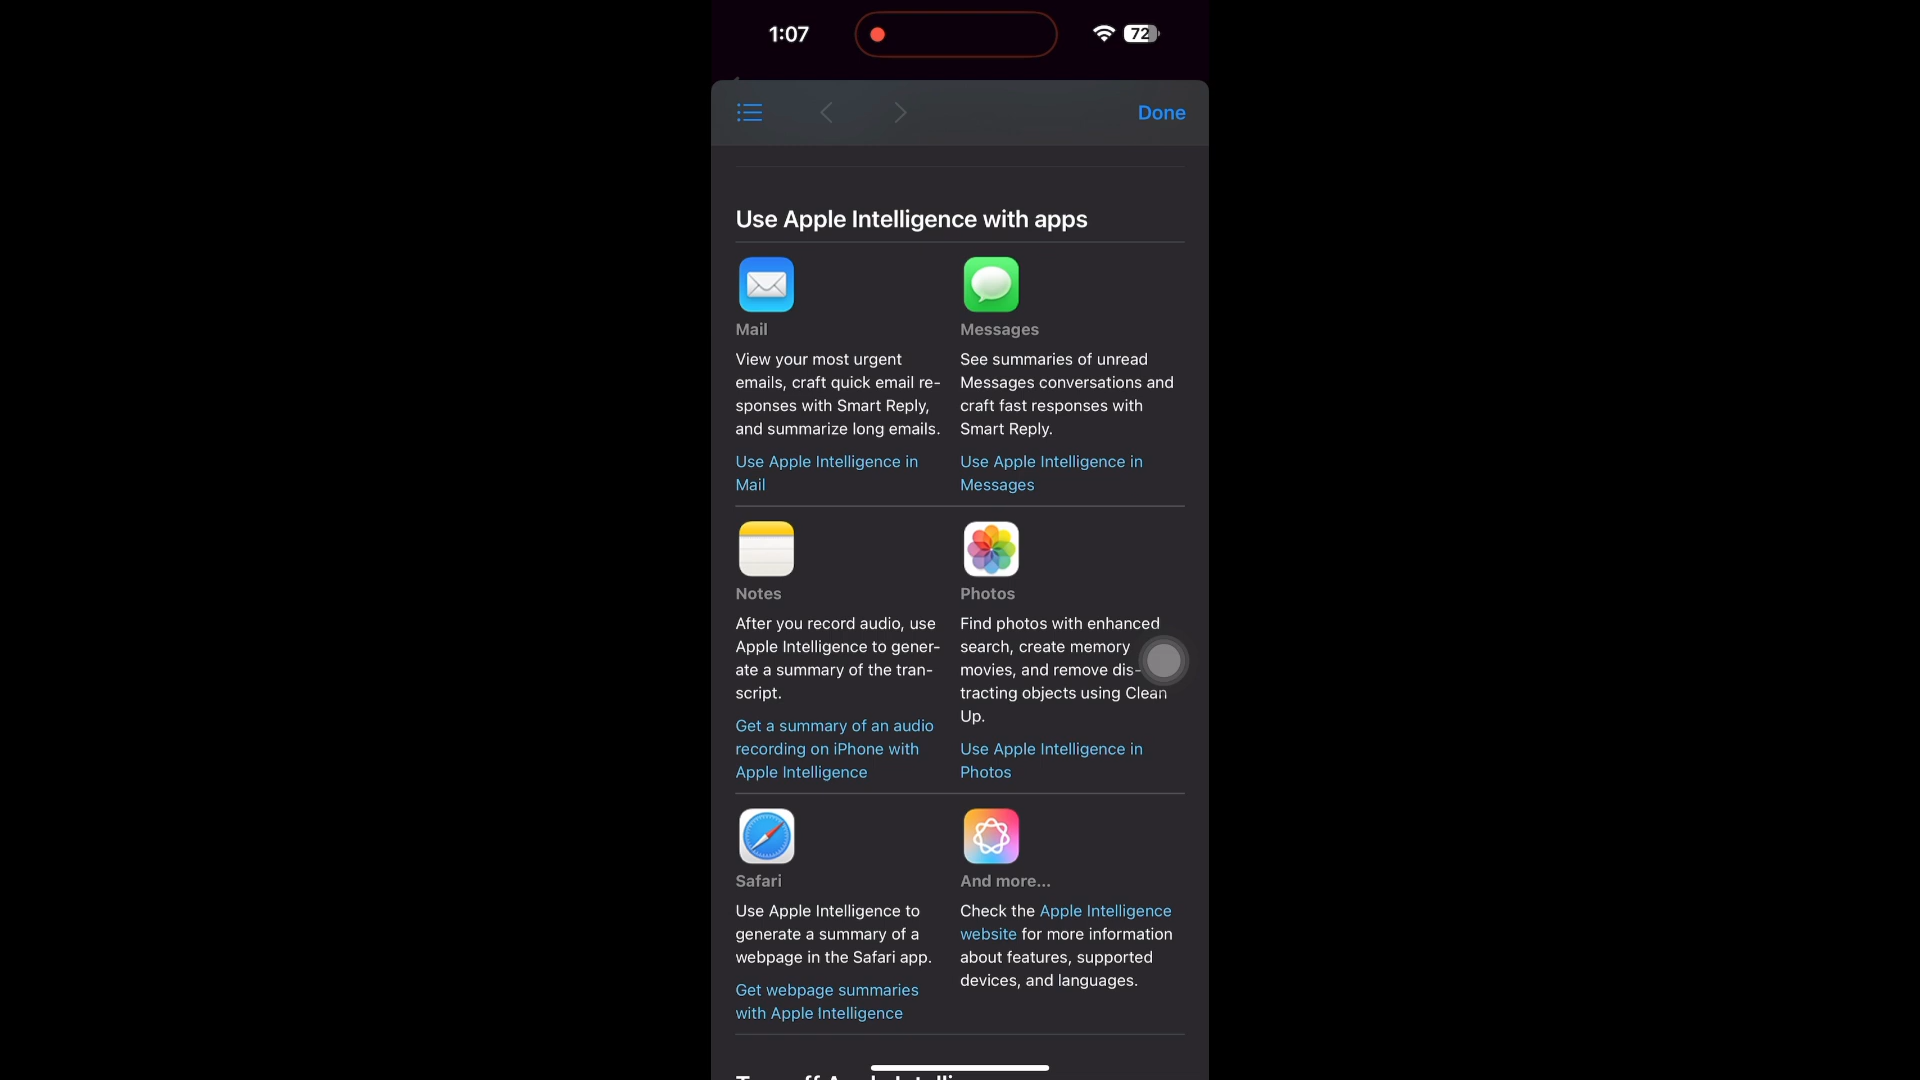 1:07
72
Done
Use Apple Intelligence with apps
Mail
View your most urgent
emails, craft quick email re-
sponses with Smart Reply,
and summarize long emails.
Use Apple Intelligence in
Mail
Messages
See summaries of unread
Messages conversations and
craft fast responses with
Smart Reply.
Use Apple Intelligence in
Messages
Notes
After you record audio, use
Apple Intelligence to gener-
ate a summary of the tran-
script.
Get a summary of an audio
recording on iPhone with
Apple Intelligence
Photos
Find photos with enhanced
search, create memory
movies, and remove dis-
tracting objects using Clean
Up.
Use Apple Intelligence in
Photos
Safari
Use Apple Intelligence to
generate a summary of a
webpage in the Safari app.
Get webpage summaries
with Apple Intelligence
And more...
Check the Apple Intelligence
website for more information
about features, supported
devices, and languages.